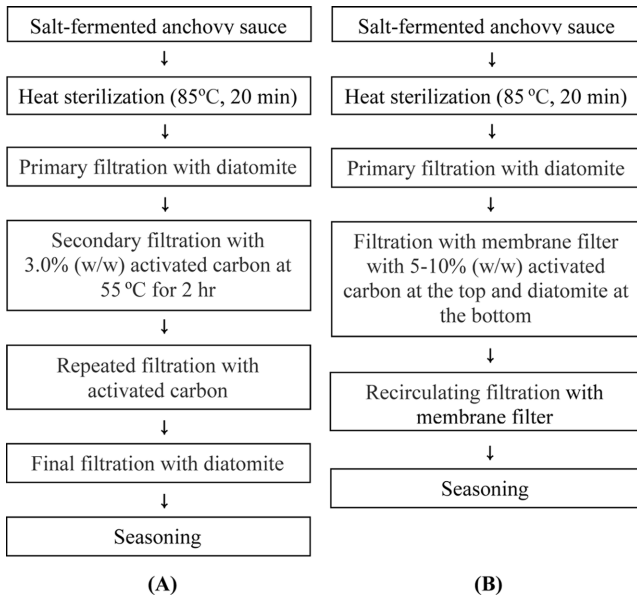 Salt-fermented anchovy sauce
↓
Heat sterilization (85ºC, 20 min)
↓
Primary filtration with diatomite
↓
Secondary filtration with
3.0% (w/w) activated carbon at
55 ºC for 2 hr
↓
Repeated filtration with
activated carbon
↓
Final filtration with diatomite
↓
Seasoning
(A)
Salt-fermented anchovy sauce
↓
Heat sterilization (85 ºC, 20 min)
↓
Primary filtration with diatomite
↓
Filtration with membrane filter
with 5-10% (w/w) activated
carbon at the top and diatomite at
the bottom
↓
Recirculating filtration with
membrane filter
↓
Seasoning
(B)